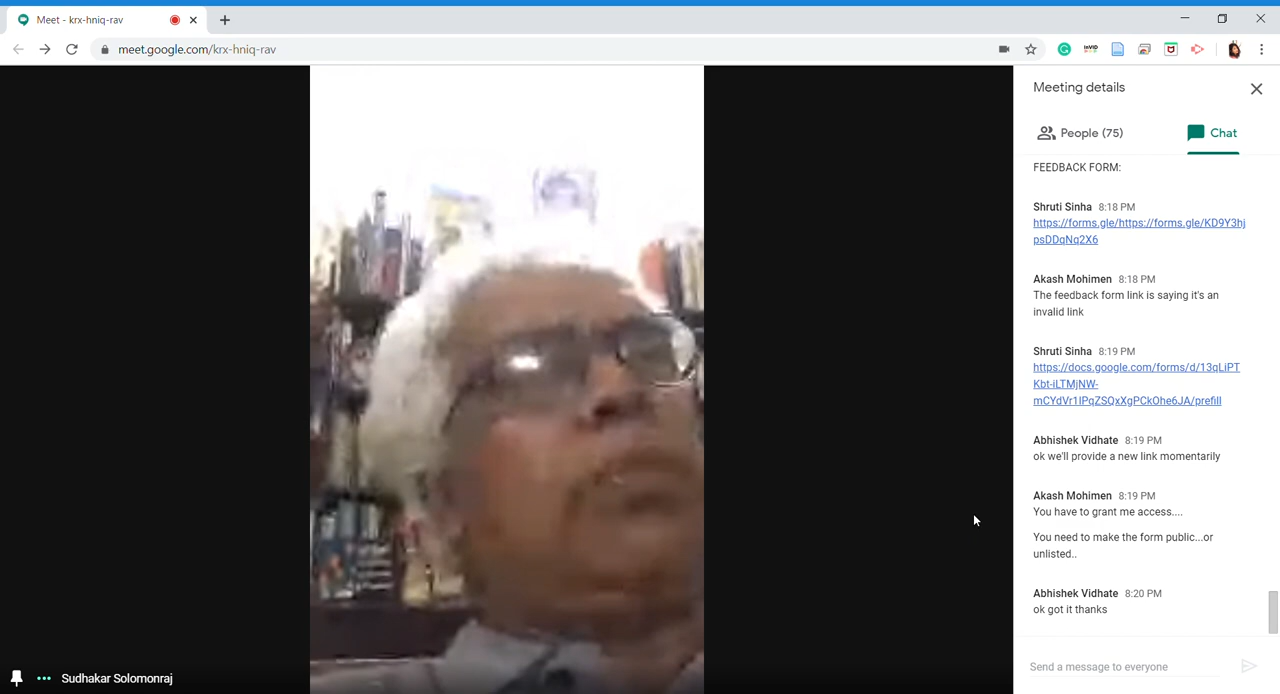 Meet - krx-hniq-rav
meet.google.com/krx-hniq-rav
Meeting details
People (75)
Chat
FEEDBACK FORM:
Shruti Sinha 8:18 PM
https://forms.gle/https://forms.gle/KD9Y3hj
psDDqNq2X6
Akash Mohimen 8:18 PM
The feedback form link is saying it's an
invalid link
Shruti Sinha 8:19 PM
https://docs.google.com/forms/d/13qLiPT
Kbt-iLTMjNW-
mCYdVr1IPqZSQxXgPCkOhe6JA/prefill
Abhishek Vidhate 8:19 PM
ok we'll provide a new link momentarily
Akash Mohimen 8:19 PM
You have to grant me access....
You need to make the form public...or
unlisted..
Abhishek Vidhate 8:20 PM
ok got it thanks
Send a message to everyone
Sudhakar Solomonraj